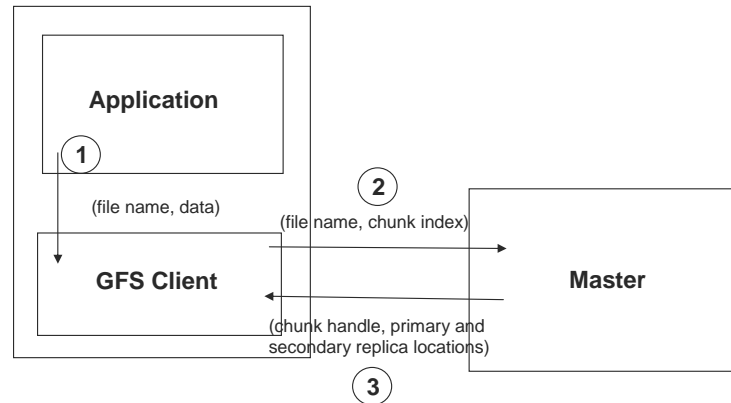 Application
1
(file name, data)
2
(file name, chunk index)
GFS Client
Master
(chunk handle, primary and
secondary replica locations)
3